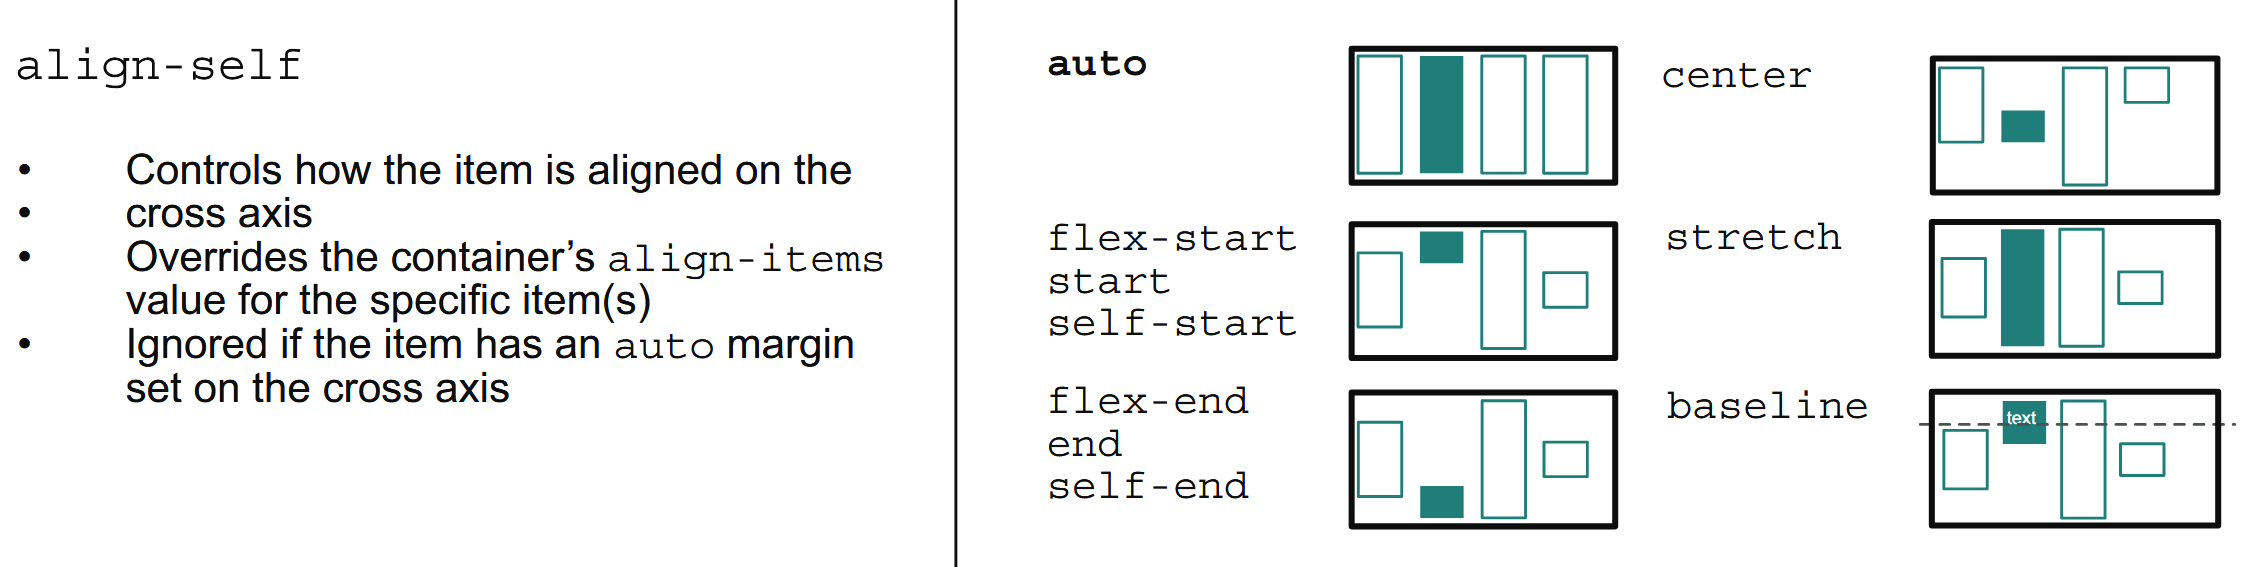 align-self
• Controls how the item is aligned on the
• cross axis
• Overrides the container’s align-items
value for the specific item(s)
• Ignored if the item has an auto margin
set on the cross axis
auto
flex-start
start
self-start
flex-end
end
self-end
center
stretch
baseline
text